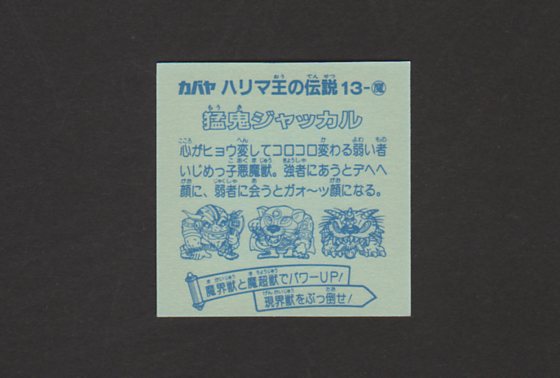 カバヤ ハリマ王の伝説 13-魔
猛鬼ジャッカル
心がヒョウ変してコロコロ変わる弱い者
いじめっ子悪魔獣。強者にあうとデヘヘ
顔に、弱者に会うとガオ〜ッ顔になる。
魔界獣と魔超獣でパワーUP!
現界獣をぶっ倒せ!